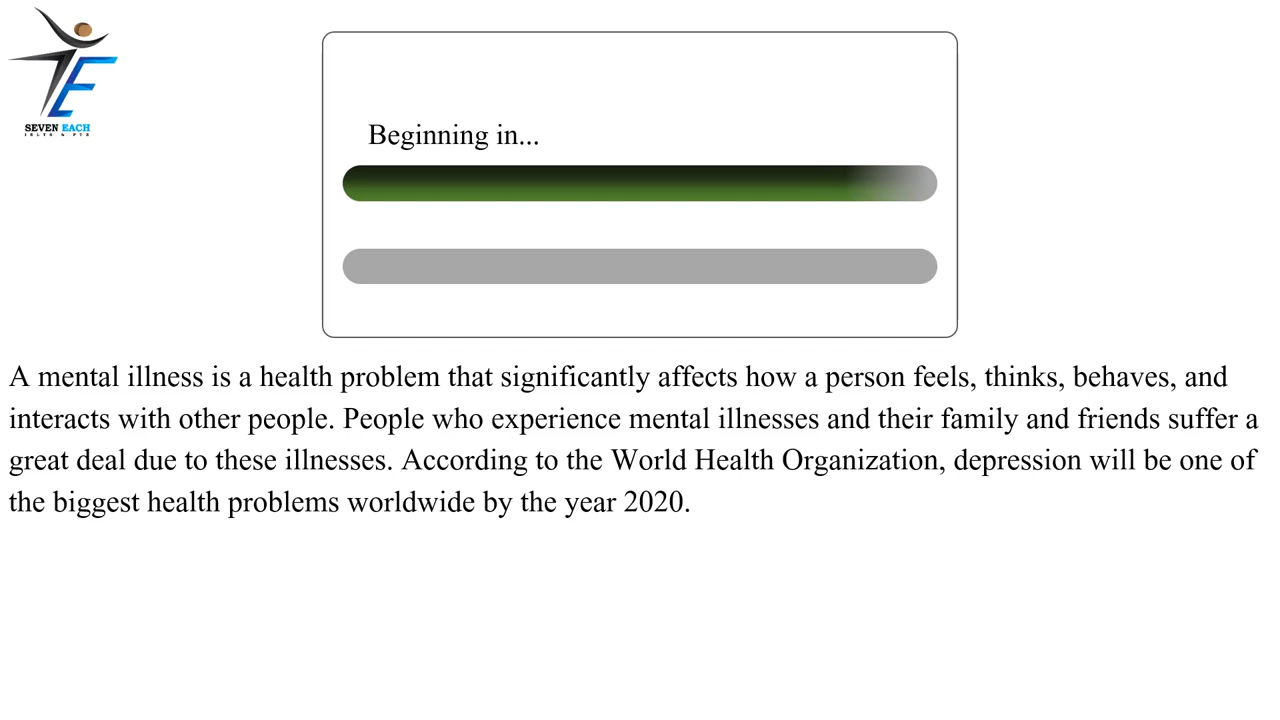 SEVEN EACH
IELTS & PTE
Beginning in...
A mental illness is a health problem that significantly affects how a person feels, thinks, behaves, and
interacts with other people. People who experience mental illnesses and their family and friends suffer a
great deal due to these illnesses. According to the World Health Organization, depression will be one of
the biggest health problems worldwide by the year 2020.